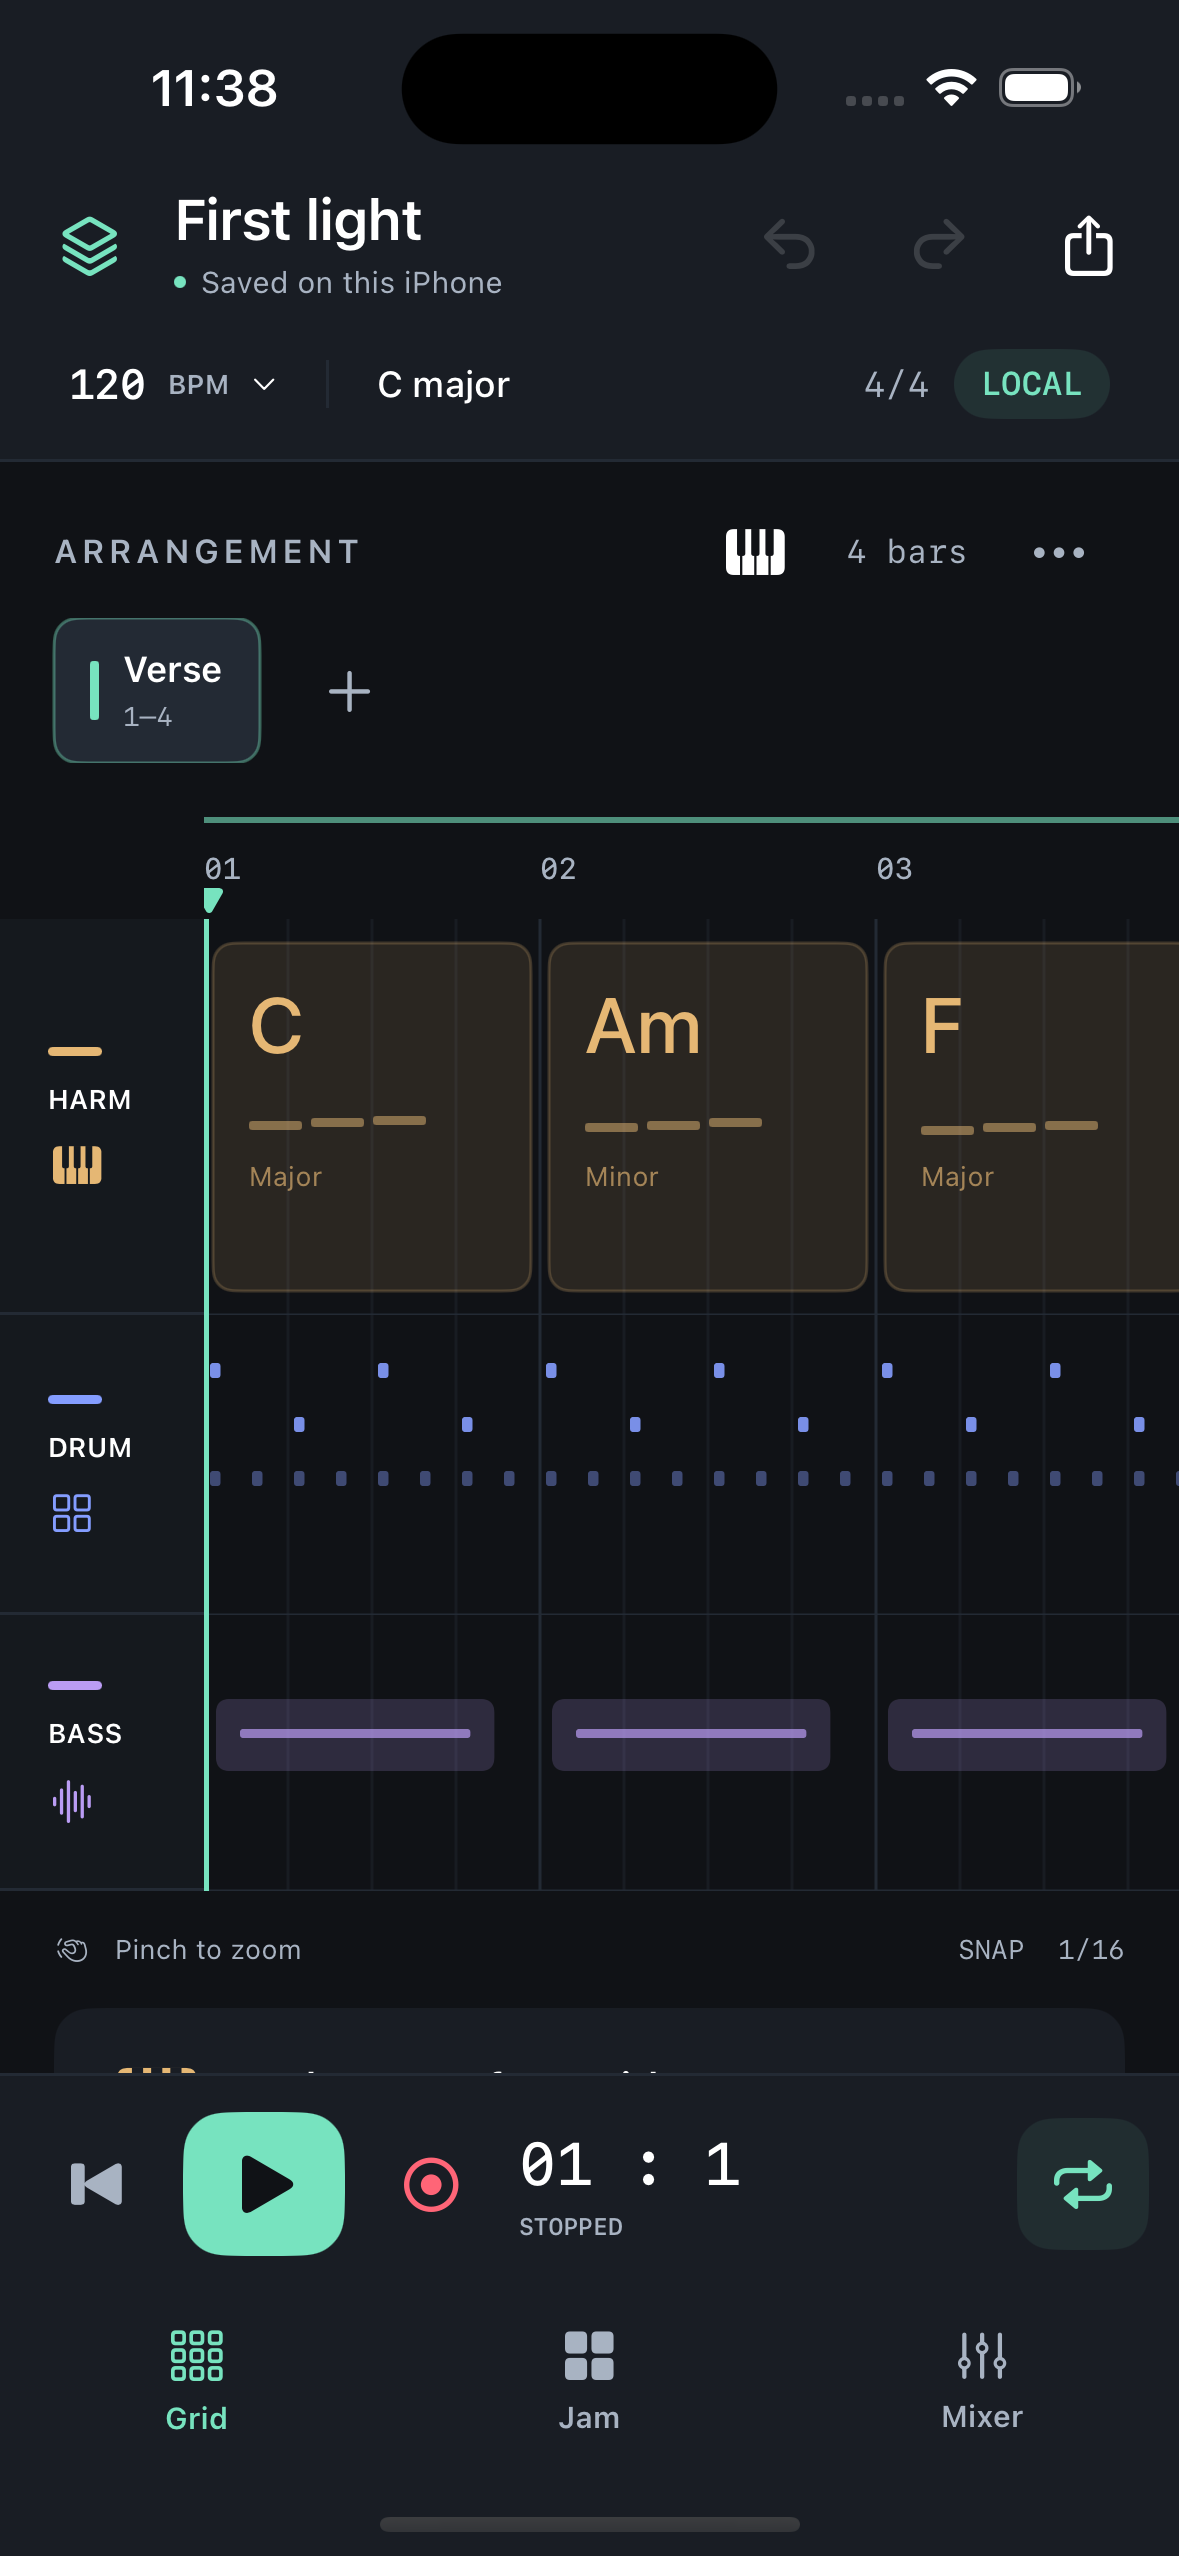 11:38
First light
Saved on this iPhone
120 BPM
C major
4/4
LOCAL
ARRANGEMENT
4 bars
Verse
1–4
01
02
03
HARM
C
Major
Am
Minor
F
Major
DRUM
BASS
Pinch to zoom
SNAP 1/16
01 : 1
STOPPED
Grid
Jam
Mixer